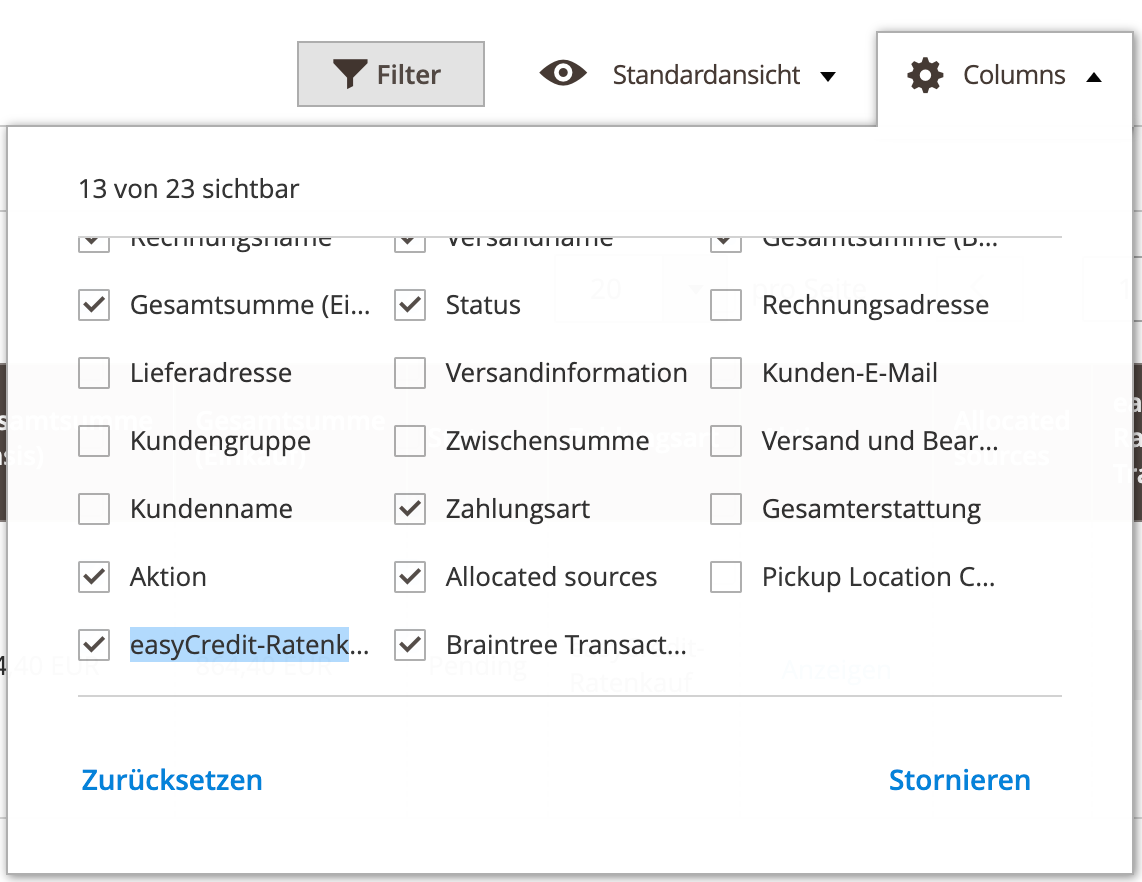 Filter Standardansicht Columns
13 von 23 sichtbar
Rechnungsname Versandname Gesamtsumme (B...
Gesamtsumme (Ei... Status Rechnungsadresse
Lieferadresse Versandinformation Kunden-E-Mail
Kundengruppe Zwischensumme Versand und Bear...
Kundenname Zahlungsart Gesamterstattung
Aktion Allocated sources Pickup Location C...
easyCredit-Ratenk... Braintree Transact...
Zurücksetzen Stornieren